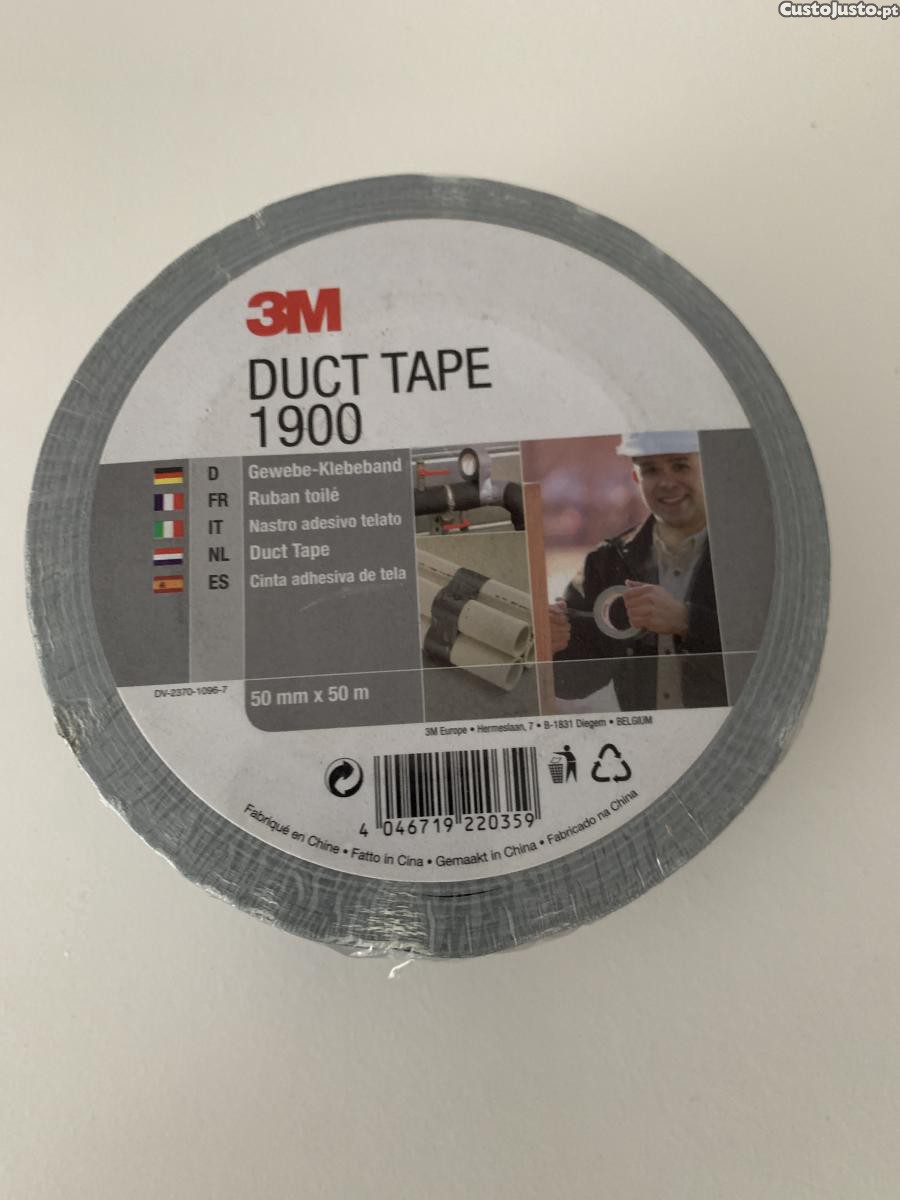 CustoJusto.pt
3M
DUCT TAPE
1900
D Gewebe-Klebeband
FR Ruban toilé
IT Nastro adesivo telato
NL Duct Tape
ES Cinta adhesiva de tela
DV-2370-1096-7
50 mm x 50 m
3M Europe • Hermeslaan, 7 • B-1831 Diegem • BELGIUM
4 046719 220359
Fabriqué en Chine • Fatto in Cina • Gemaakt in China • Fabricado na China